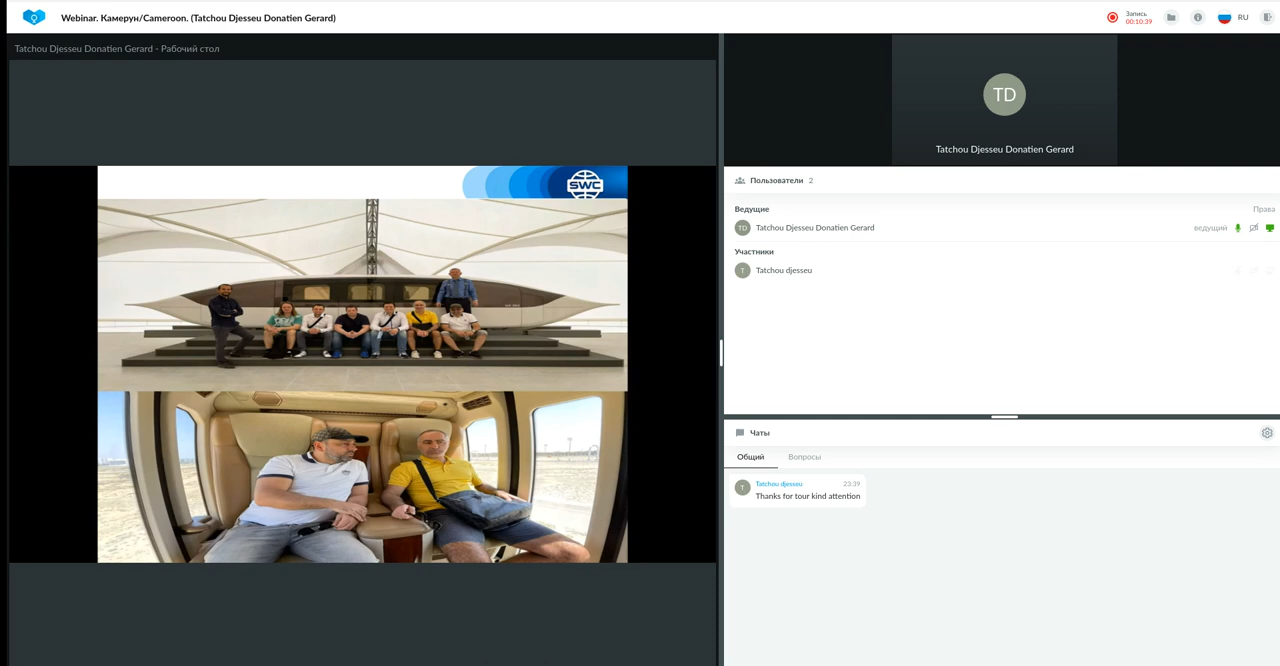 Webinar. Камерун/Cameroon. (Tatchou Djesseu Donatien Gerard)
Запись
00:10:39
RU
Tatchou Djesseu Donatien Gerard - Рабочий стол
SWC
TD
Tatchou Djesseu Donatien Gerard
Пользователи 2
Ведущие Права
TD Tatchou Djesseu Donatien Gerard ведущий
Участники
T Tatchou djesseu
Чаты
Общий Вопросы
T Tatchou djesseu 23:39
Thanks for tour kind attention